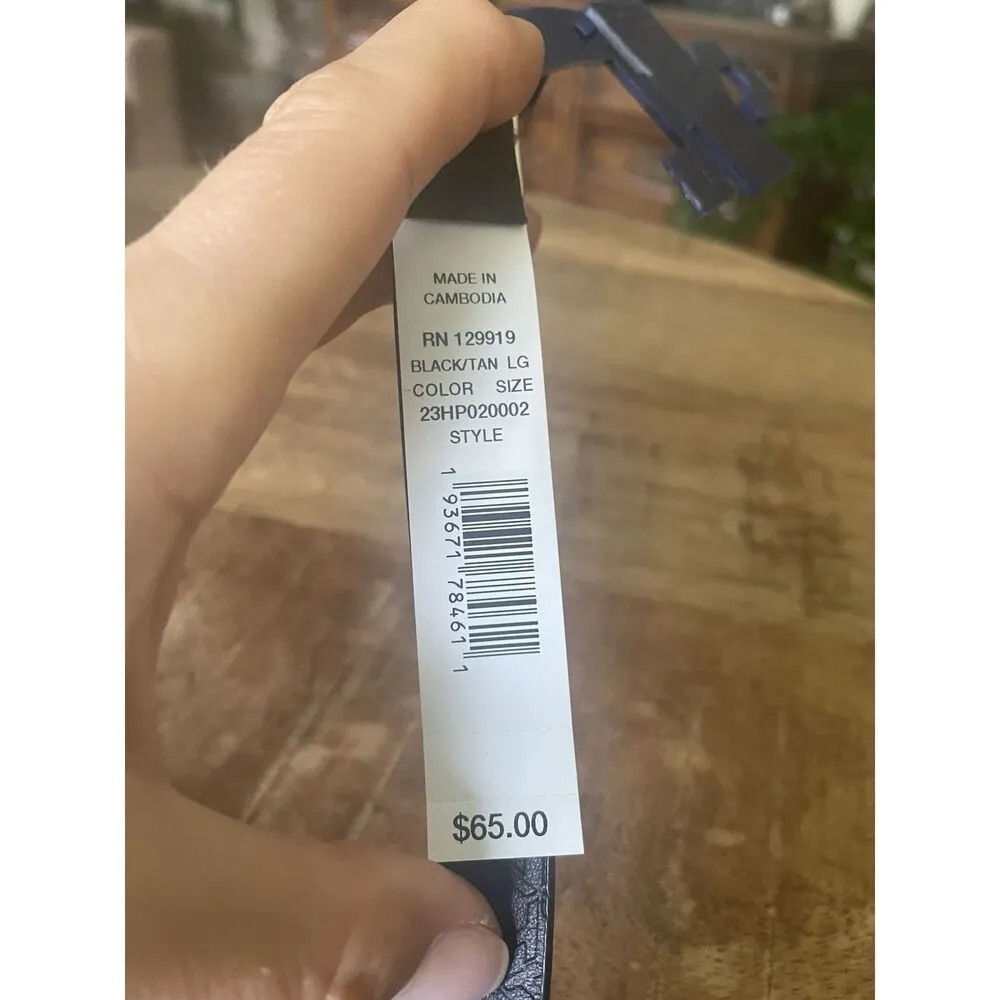 MADE IN
CAMBODIA
RN 129919
BLACK/TAN LG
COLOR SIZE
23HP020002
STYLE
1 93671 78461 1
$65.00